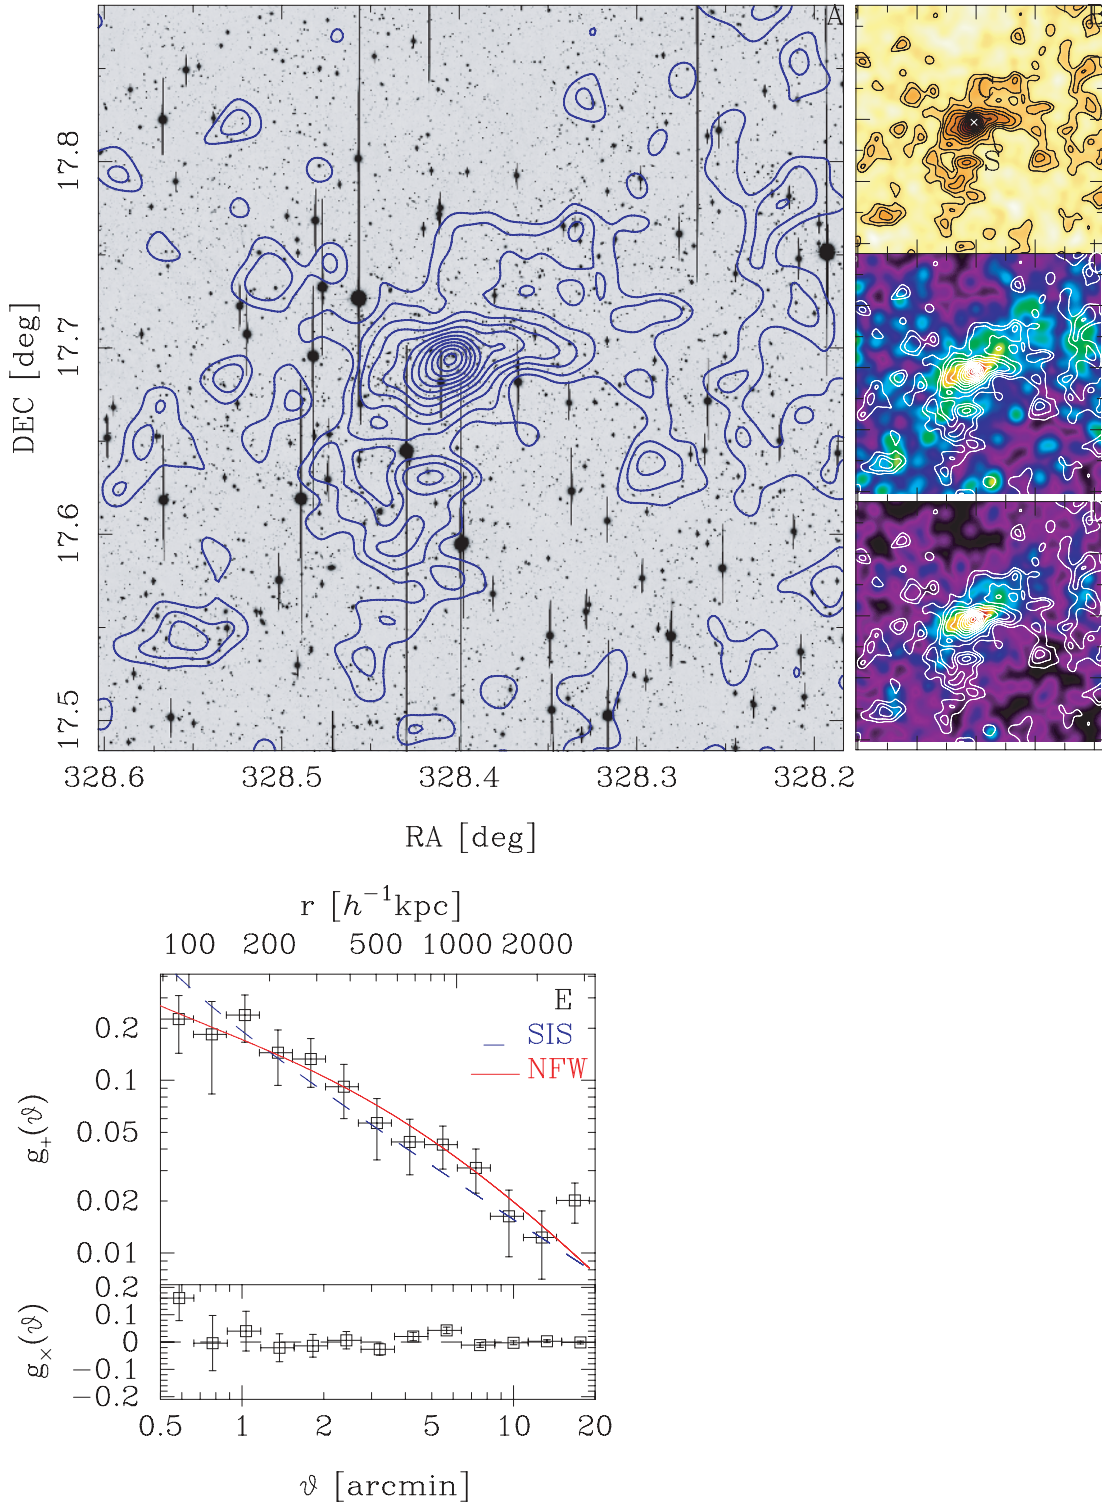 A
17.8
17.7
17.6
17.5
DEC [deg]
328.6 328.5 328.4 328.3 328.2
RA [deg]
C
S
r [h⁻¹kpc]
100 200 500 1000 2000
E
SIS
NFW
0.2
0.1
0.05
0.02
0.01
g₊(ϑ)
0.2
0.1
0
−0.1
−0.2
g×(ϑ)
0.5 1 2 5 10 20
ϑ [arcmin]